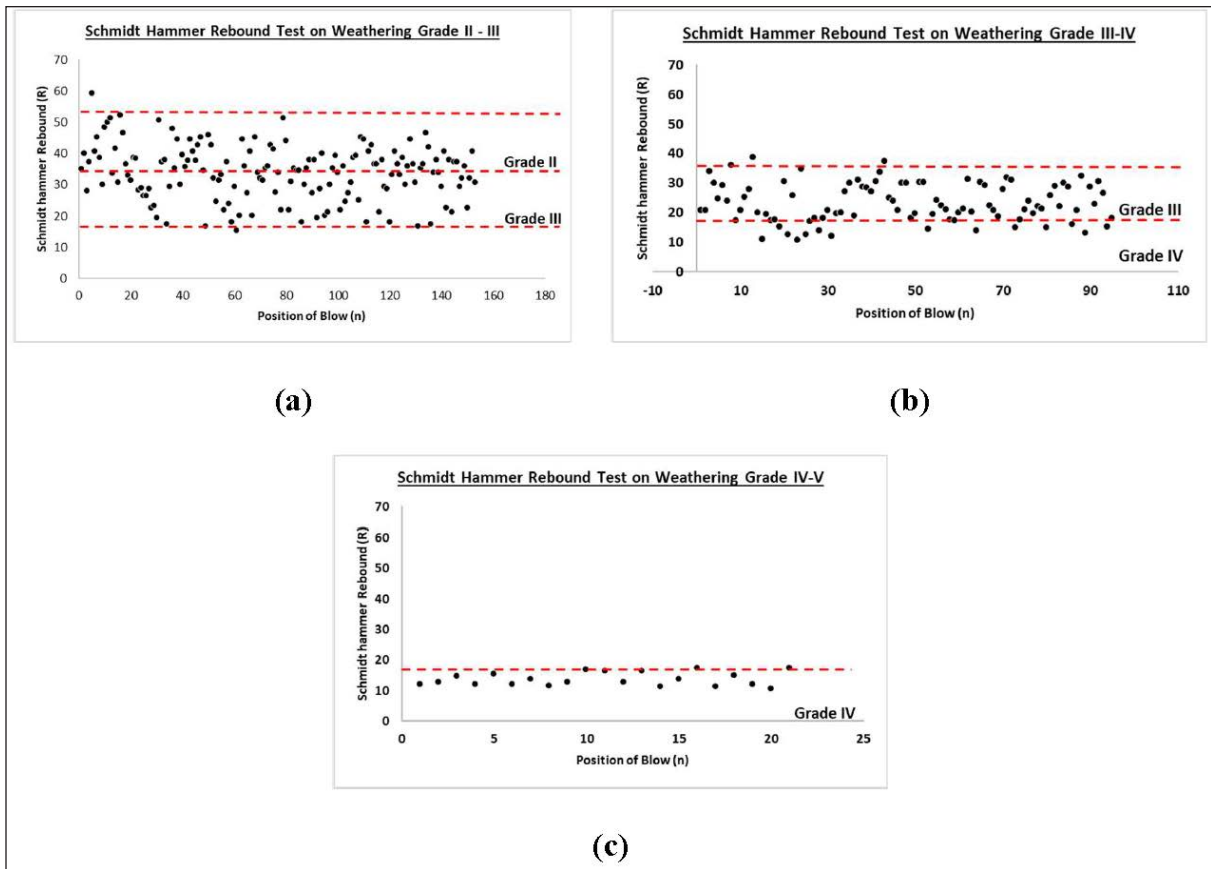 Schmidt Hammer Rebound Test on Weathering Grade II - III
Schmidt hammer Rebound (R)
70
60
50
40
30
20
10
0
Grade II
Grade III
0 20 40 60 80 100 120 140 160 180
Position of Blow (n)
(a)
Schmidt Hammer Rebound Test on Weathering Grade III-IV
Schmidt hammer Rebound (R)
70
60
50
40
30
20
10
0
Grade III
Grade IV
-10 10 30 50 70 90 110
Position of Blow (n)
(b)
Schmidt Hammer Rebound Test on Weathering Grade IV-V
Schmidt hammer Rebound (R)
70
60
50
40
30
20
10
0
Grade IV
0 5 10 15 20 25
Position of Blow (n)
(c)